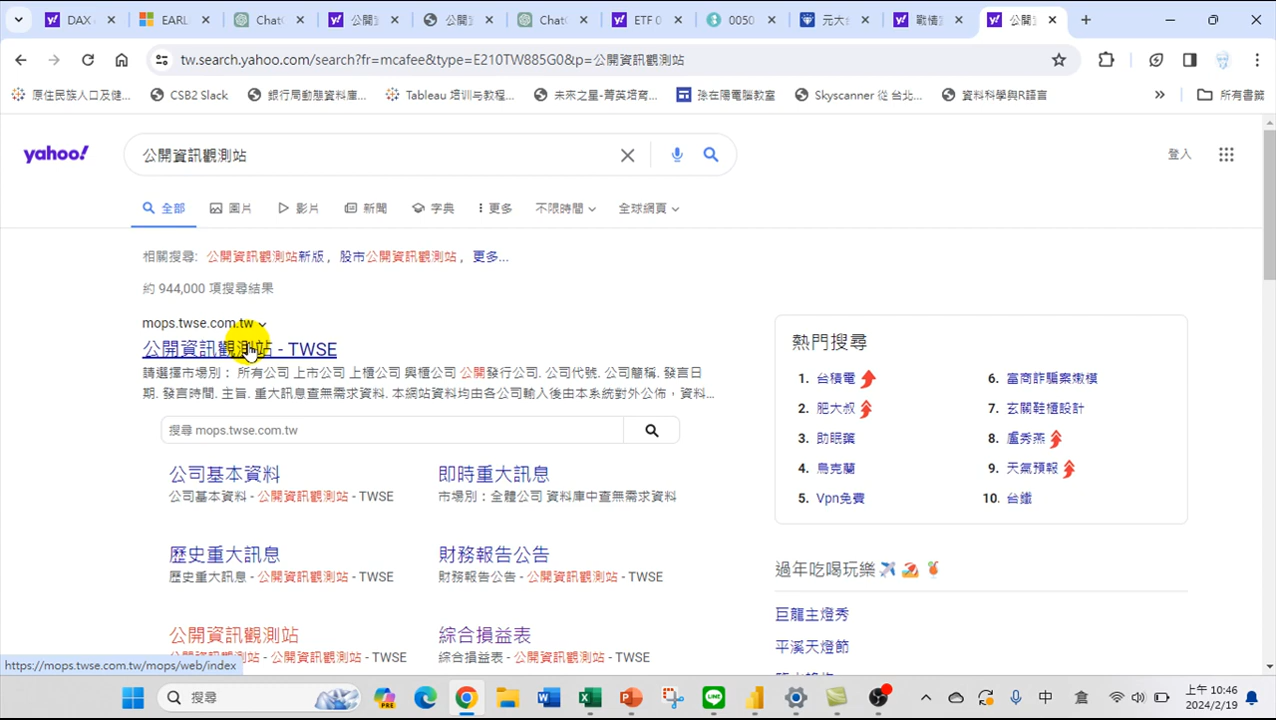 DAX
EARL
ChatC
公開
公開
ChatC
ETF 0
0050
元大
戰情
公開
tw.search.yahoo.com/search?fr=mcafee&type=E210TW885G0&p=公開資訊觀測站
原住民族人口及健...
CSB2 Slack
銀行局動態資料庫...
Tableau 培训与教程...
未來之星-菁英培育...
孫在陽電腦教室
Skyscanner 從 台北...
資料科學與R語言
»
所有書籤
yahoo!
公開資訊觀測站
登入
全部
圖片
影片
新聞
字典
更多
不限時間
全球網頁
相關搜尋: 公開資訊觀測站新版, 股市公開資訊觀測站, 更多...
約 944,000 項搜尋結果
mops.twse.com.tw
公開資訊觀測站 - TWSE
請選擇市場別： 所有公司 上市公司 上櫃公司 興櫃公司 公開發行公司. 公司代號. 公司簡稱. 發言日
期. 發言時間. 主旨. 重大訊息查無需求資料. 本網站資料均由各公司輸入後由本系統對外公佈，資料...
搜尋 mops.twse.com.tw
公司基本資料
公司基本資料 - 公開資訊觀測站 - TWSE
即時重大訊息
市場別：全體公司 資料庫中查無需求資料
歷史重大訊息
歷史重大訊息 - 公開資訊觀測站 - TWSE
財務報告公告
財務報告公告 - 公開資訊觀測站 - TWSE
公開資訊觀測站
公開資訊觀測站 - TWSE
綜合損益表
綜合損益表 - 公開資訊觀測站 - TWSE
熱門搜尋
1. 台積電
2. 肥大叔
3. 助眠藥
4. 烏克蘭
5. Vpn免費
6. 富商詐騙案嫩模
7. 玄關鞋櫃設計
8. 盧秀燕
9. 天氣預報
10. 台鐵
過年吃喝玩樂
巨龍主燈秀
平溪天燈節
https://mops.twse.com.tw/mops/web/index
搜尋
PRE
中
上午 10:46
2024/2/19